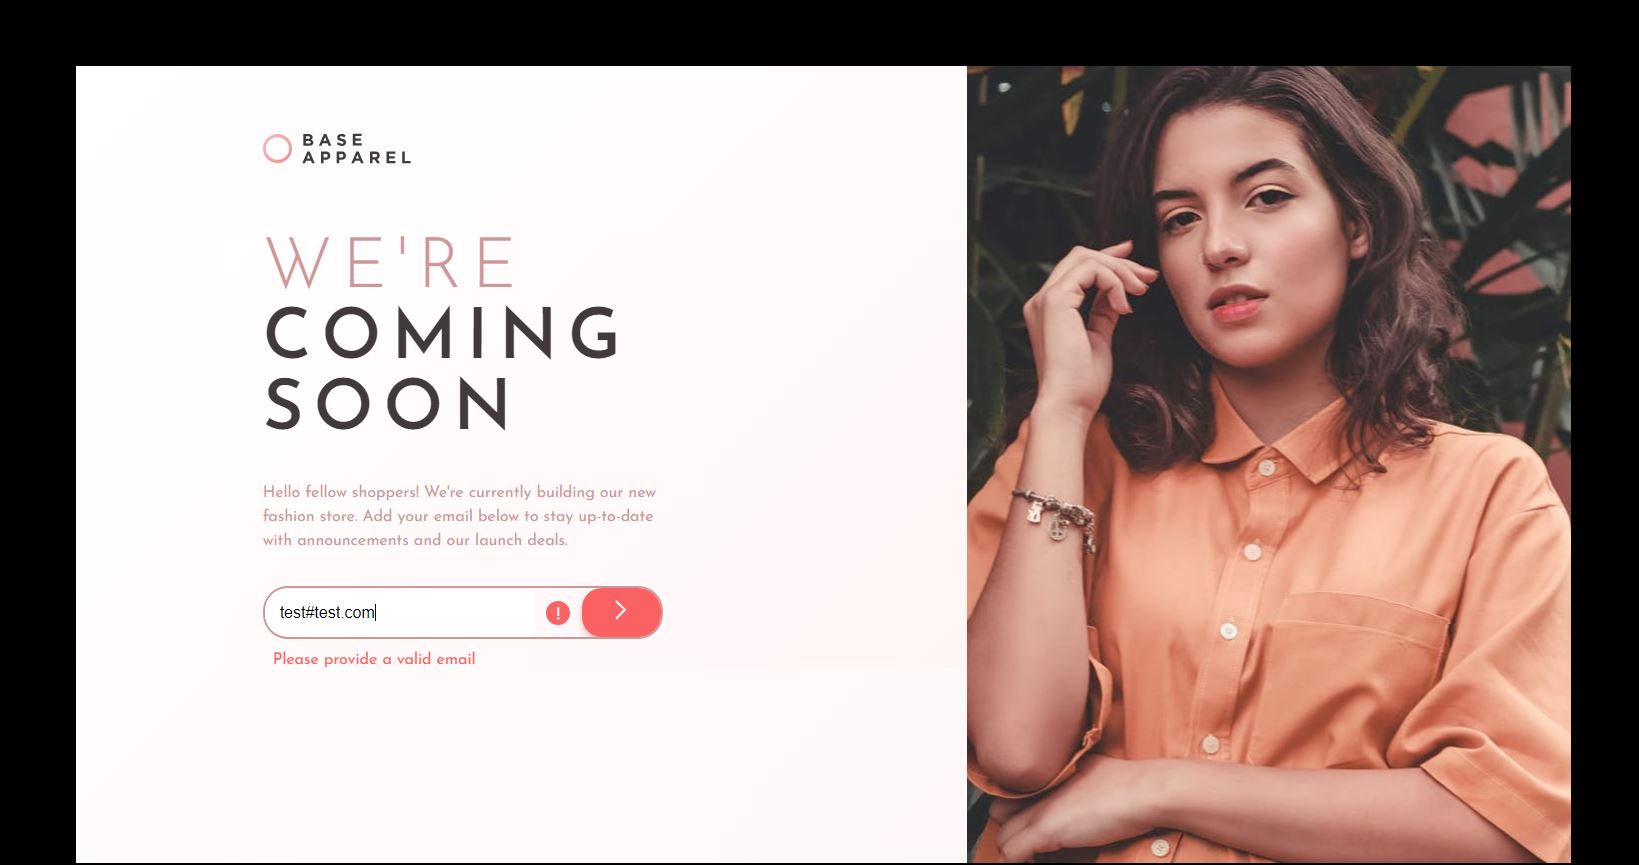 BASE
APPAREL
WE'RE
COMING
SOON
Hello fellow shoppers! We're currently building our new
fashion store. Add your email below to stay up-to-date
with announcements and our launch deals.
test#test.com
!
Please provide a valid email